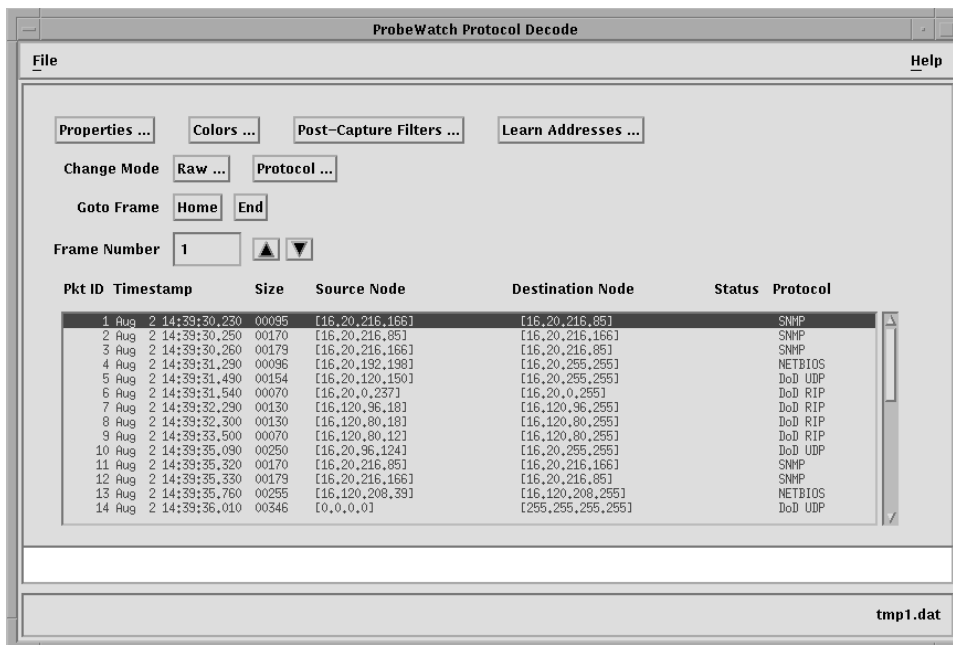 ProbeWatch Protocol Decode
File Help
Properties ... Colors ... Post-Capture Filters ... Learn Addresses ...
Change Mode Raw ... Protocol ...
Goto Frame Home End
Frame Number 1
Pkt ID Timestamp Size Source Node Destination Node Status Protocol
1 Aug 2 14:39:30.230 00095 [16.20.216.166] [16.20.216.85] SNMP
2 Aug 2 14:39:30.250 00170 [16.20.216.85] [16.20.216.166] SNMP
3 Aug 2 14:39:30.260 00179 [16.20.216.166] [16.20.216.85] SNMP
4 Aug 2 14:39:31.290 00096 [16.20.192.198] [16.20.255.255] NETBIOS
5 Aug 2 14:39:31.490 00154 [16.20.120.150] [16.20.255.255] DoD UDP
6 Aug 2 14:39:31.540 00070 [16.20.0.237] [16.20.0.255] DoD RIP
7 Aug 2 14:39:32.290 00130 [16.120.96.18] [16.120.96.255] DoD RIP
8 Aug 2 14:39:32.300 00130 [16.120.80.18] [16.120.80.255] DoD RIP
9 Aug 2 14:39:33.500 00070 [16.120.80.12] [16.120.80.255] DoD RIP
10 Aug 2 14:39:35.090 00250 [16.20.96.124] [16.20.255.255] DoD UDP
11 Aug 2 14:39:35.320 00170 [16.20.216.85] [16.20.216.166] SNMP
12 Aug 2 14:39:35.330 00179 [16.20.216.166] [16.20.216.85] SNMP
13 Aug 2 14:39:35.760 00255 [16.120.208.39] [16.120.208.255] NETBIOS
14 Aug 2 14:39:36.010 00346 [0.0.0.0] [255.255.255.255] DoD UDP
tmp1.dat